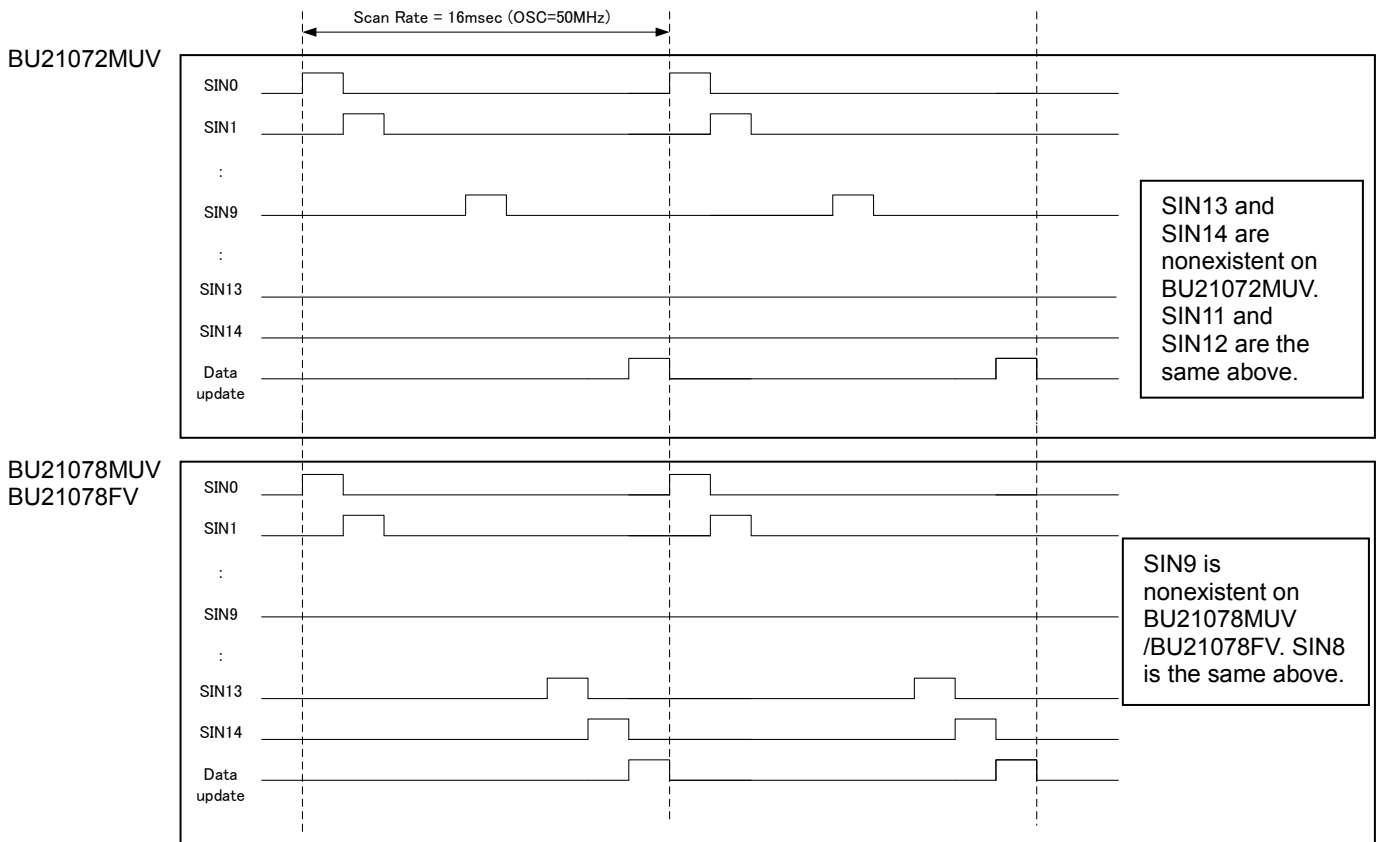 Scan Rate = 16msec (OSC=50MHz)
BU21072MUV
SIN0
SIN1
:
SIN9
:
SIN13
SIN14
Data
update
SIN13 and
SIN14 are
nonexistent on
BU21072MUV.
SIN11 and
SIN12 are the
same above.
BU21078MUV
BU21078FV
SIN0
SIN1
:
SIN9
:
SIN13
SIN14
Data
update
SIN9 is
nonexistent on
BU21078MUV
/BU21078FV. SIN8
is the same above.